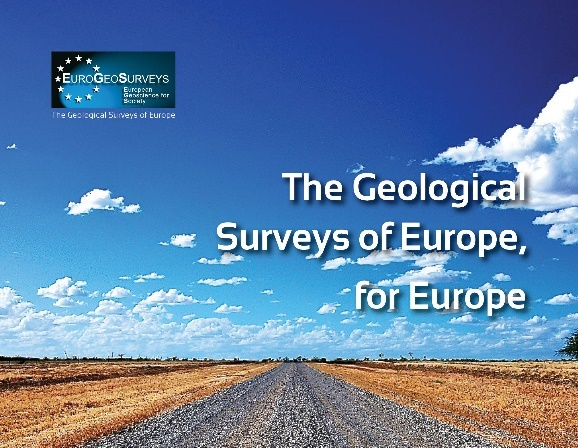 EUROGEOSURVEYS
European
Geoscience for
Society
The Geological Surveys of Europe
The Geological
Surveys of Europe,
for Europe